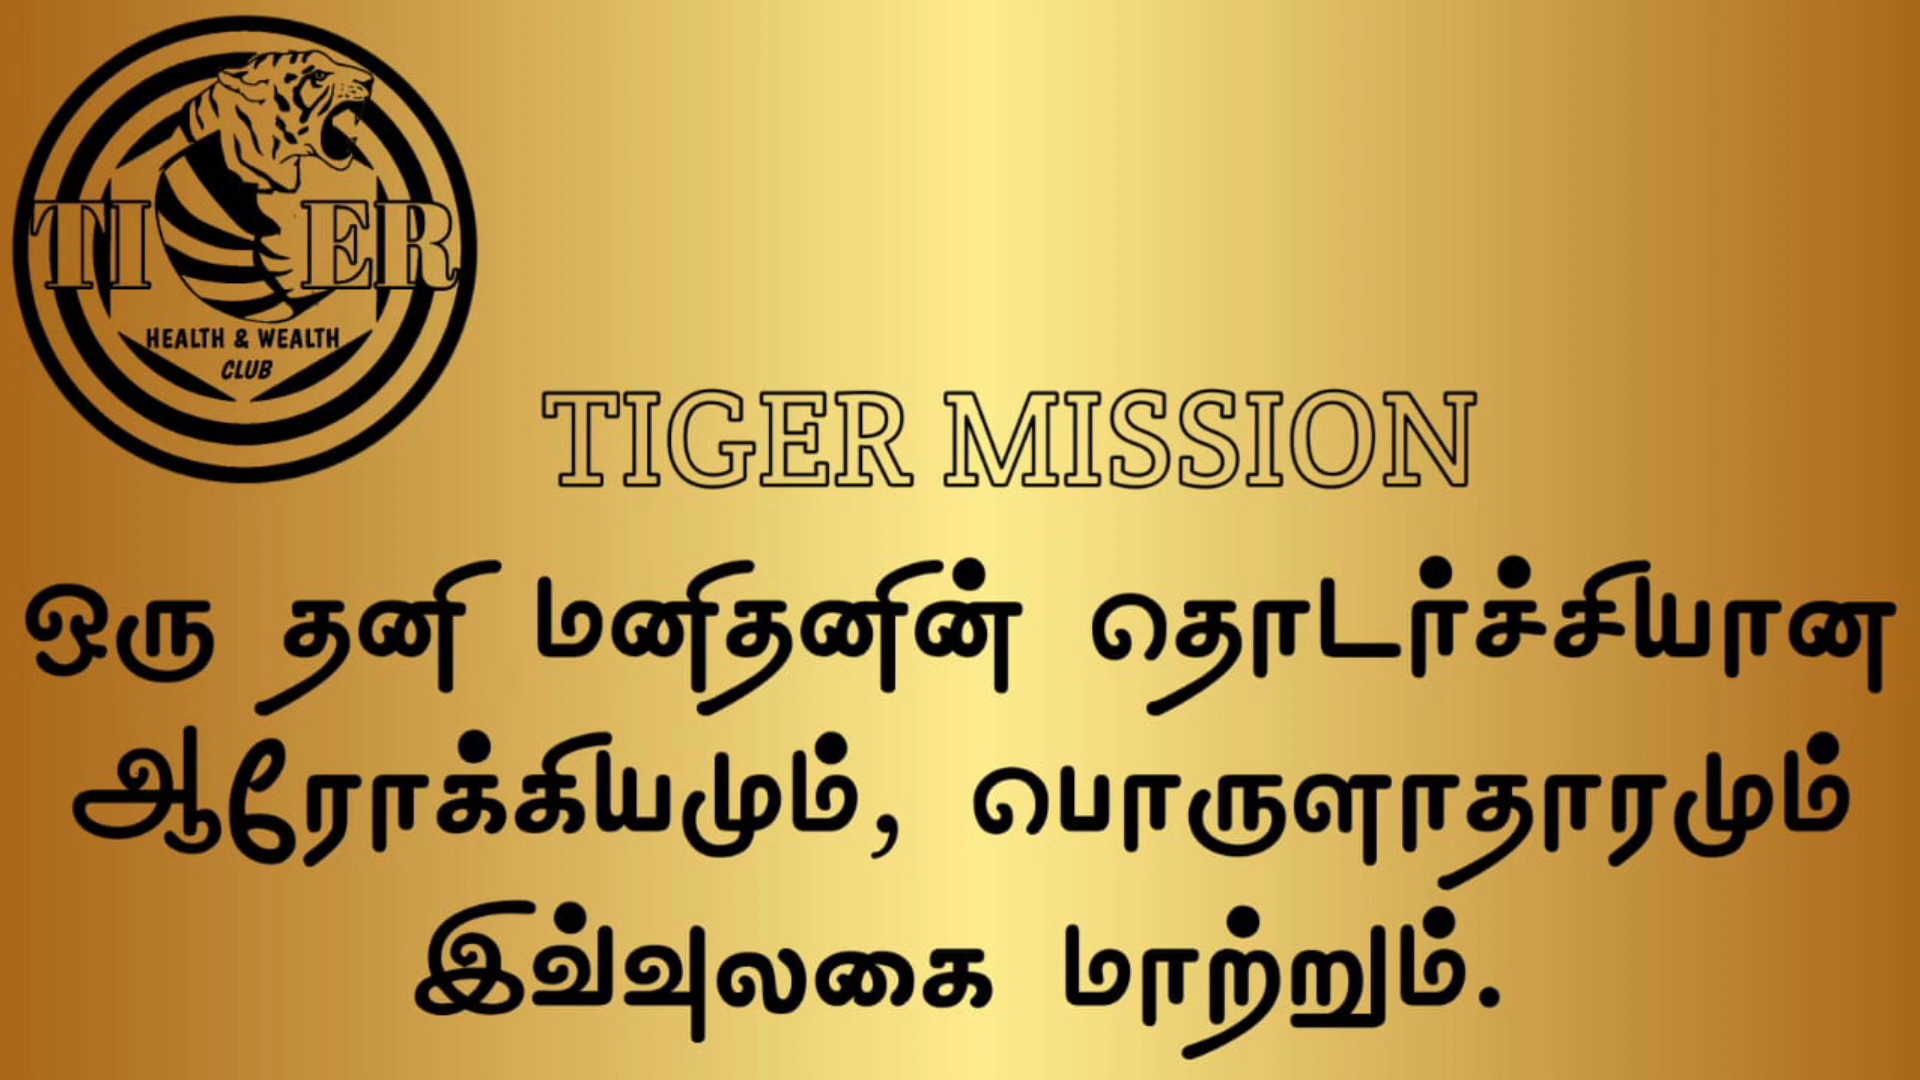 TIGER
HEALTH & WEALTH
CLUB
TIGER MISSION
ஒரு தனி மனிதனின் தொடர்ச்சியான
ஆரோக்கியமும், பொருளாதாரமும்
இவ்வுலகை மாற்றும்.